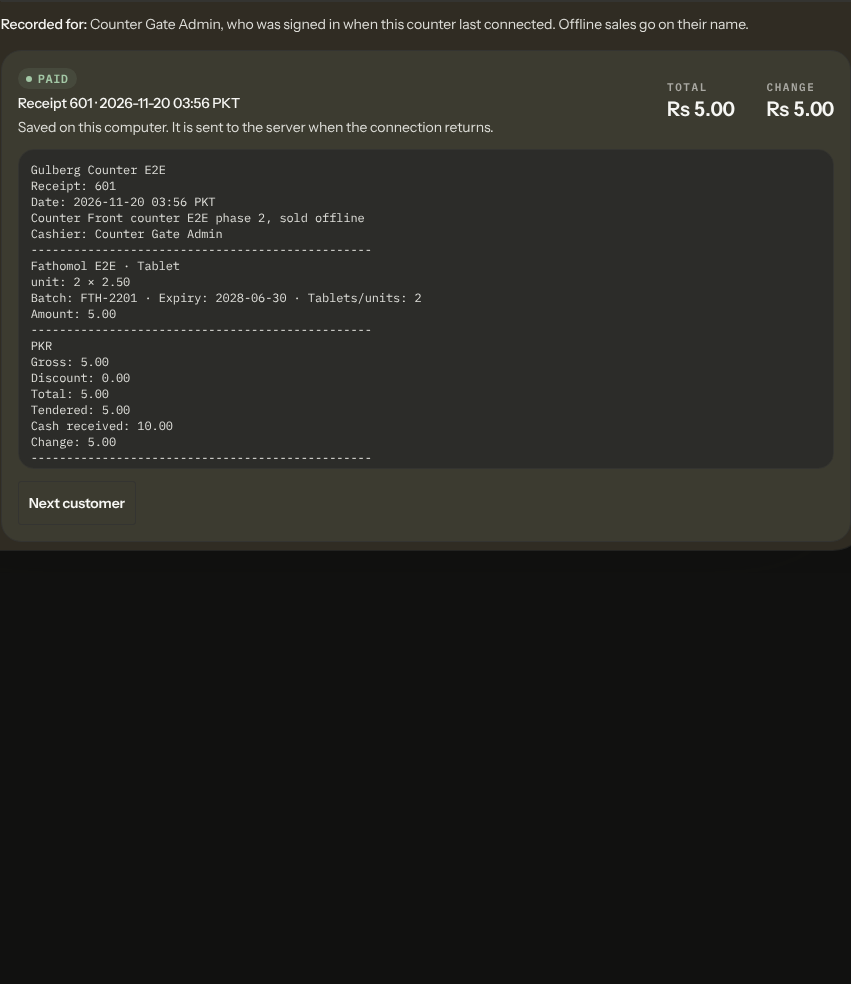 Recorded for: Counter Gate Admin, who was signed in when this counter last connected. Offline sales go on their name.
PAID
Receipt 601 · 2026-11-20 03:56 PKT
Saved on this computer. It is sent to the server when the connection returns.
TOTAL
Rs 5.00
CHANGE
Rs 5.00
Gulberg Counter E2E
Receipt: 601
Date: 2026-11-20 03:56 PKT
Counter Front counter E2E phase 2, sold offline
Cashier: Counter Gate Admin
------------------------------------------------
Fathomol E2E · Tablet
unit: 2 × 2.50
Batch: FTH-2201 · Expiry: 2028-06-30 · Tablets/units: 2
Amount: 5.00
------------------------------------------------
PKR
Gross: 5.00
Discount: 0.00
Total: 5.00
Tendered: 5.00
Cash received: 10.00
Change: 5.00
------------------------------------------------
Next customer